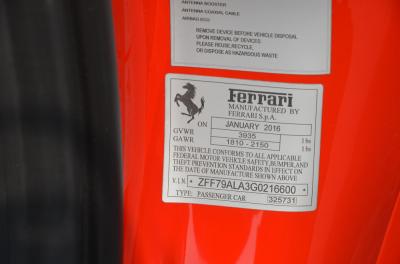 ANTENNA BOOSTER
ANTENNA COAXIAL CABLE
AIRBAG ECU
REMOVE DEVICE BEFORE VEHICLE DISPOSAL
UPON REMOVAL OF DEVICES
PLEASE REUSE, RECYCLE,
OR DISPOSE AS HAZARDOUS WASTE
Ferrari
MANUFACTURED BY
FERRARI S.p.A.
ON JANUARY 2016
GVWR 3935 lbs
GAWR 1810 - 2150 lbs
THIS VEHICLE CONFORMS TO ALL APPLICABLE
FEDERAL MOTOR VEHICLE SAFETY, BUMPER, AND
THEFT PREVENTION STANDARDS IN EFFECT ON
THE DATE OF MANUFACTURE SHOWN ABOVE
V.I.N. * ZFF79ALA3G0216600 *
TYPE: PASSENGER CAR 325731